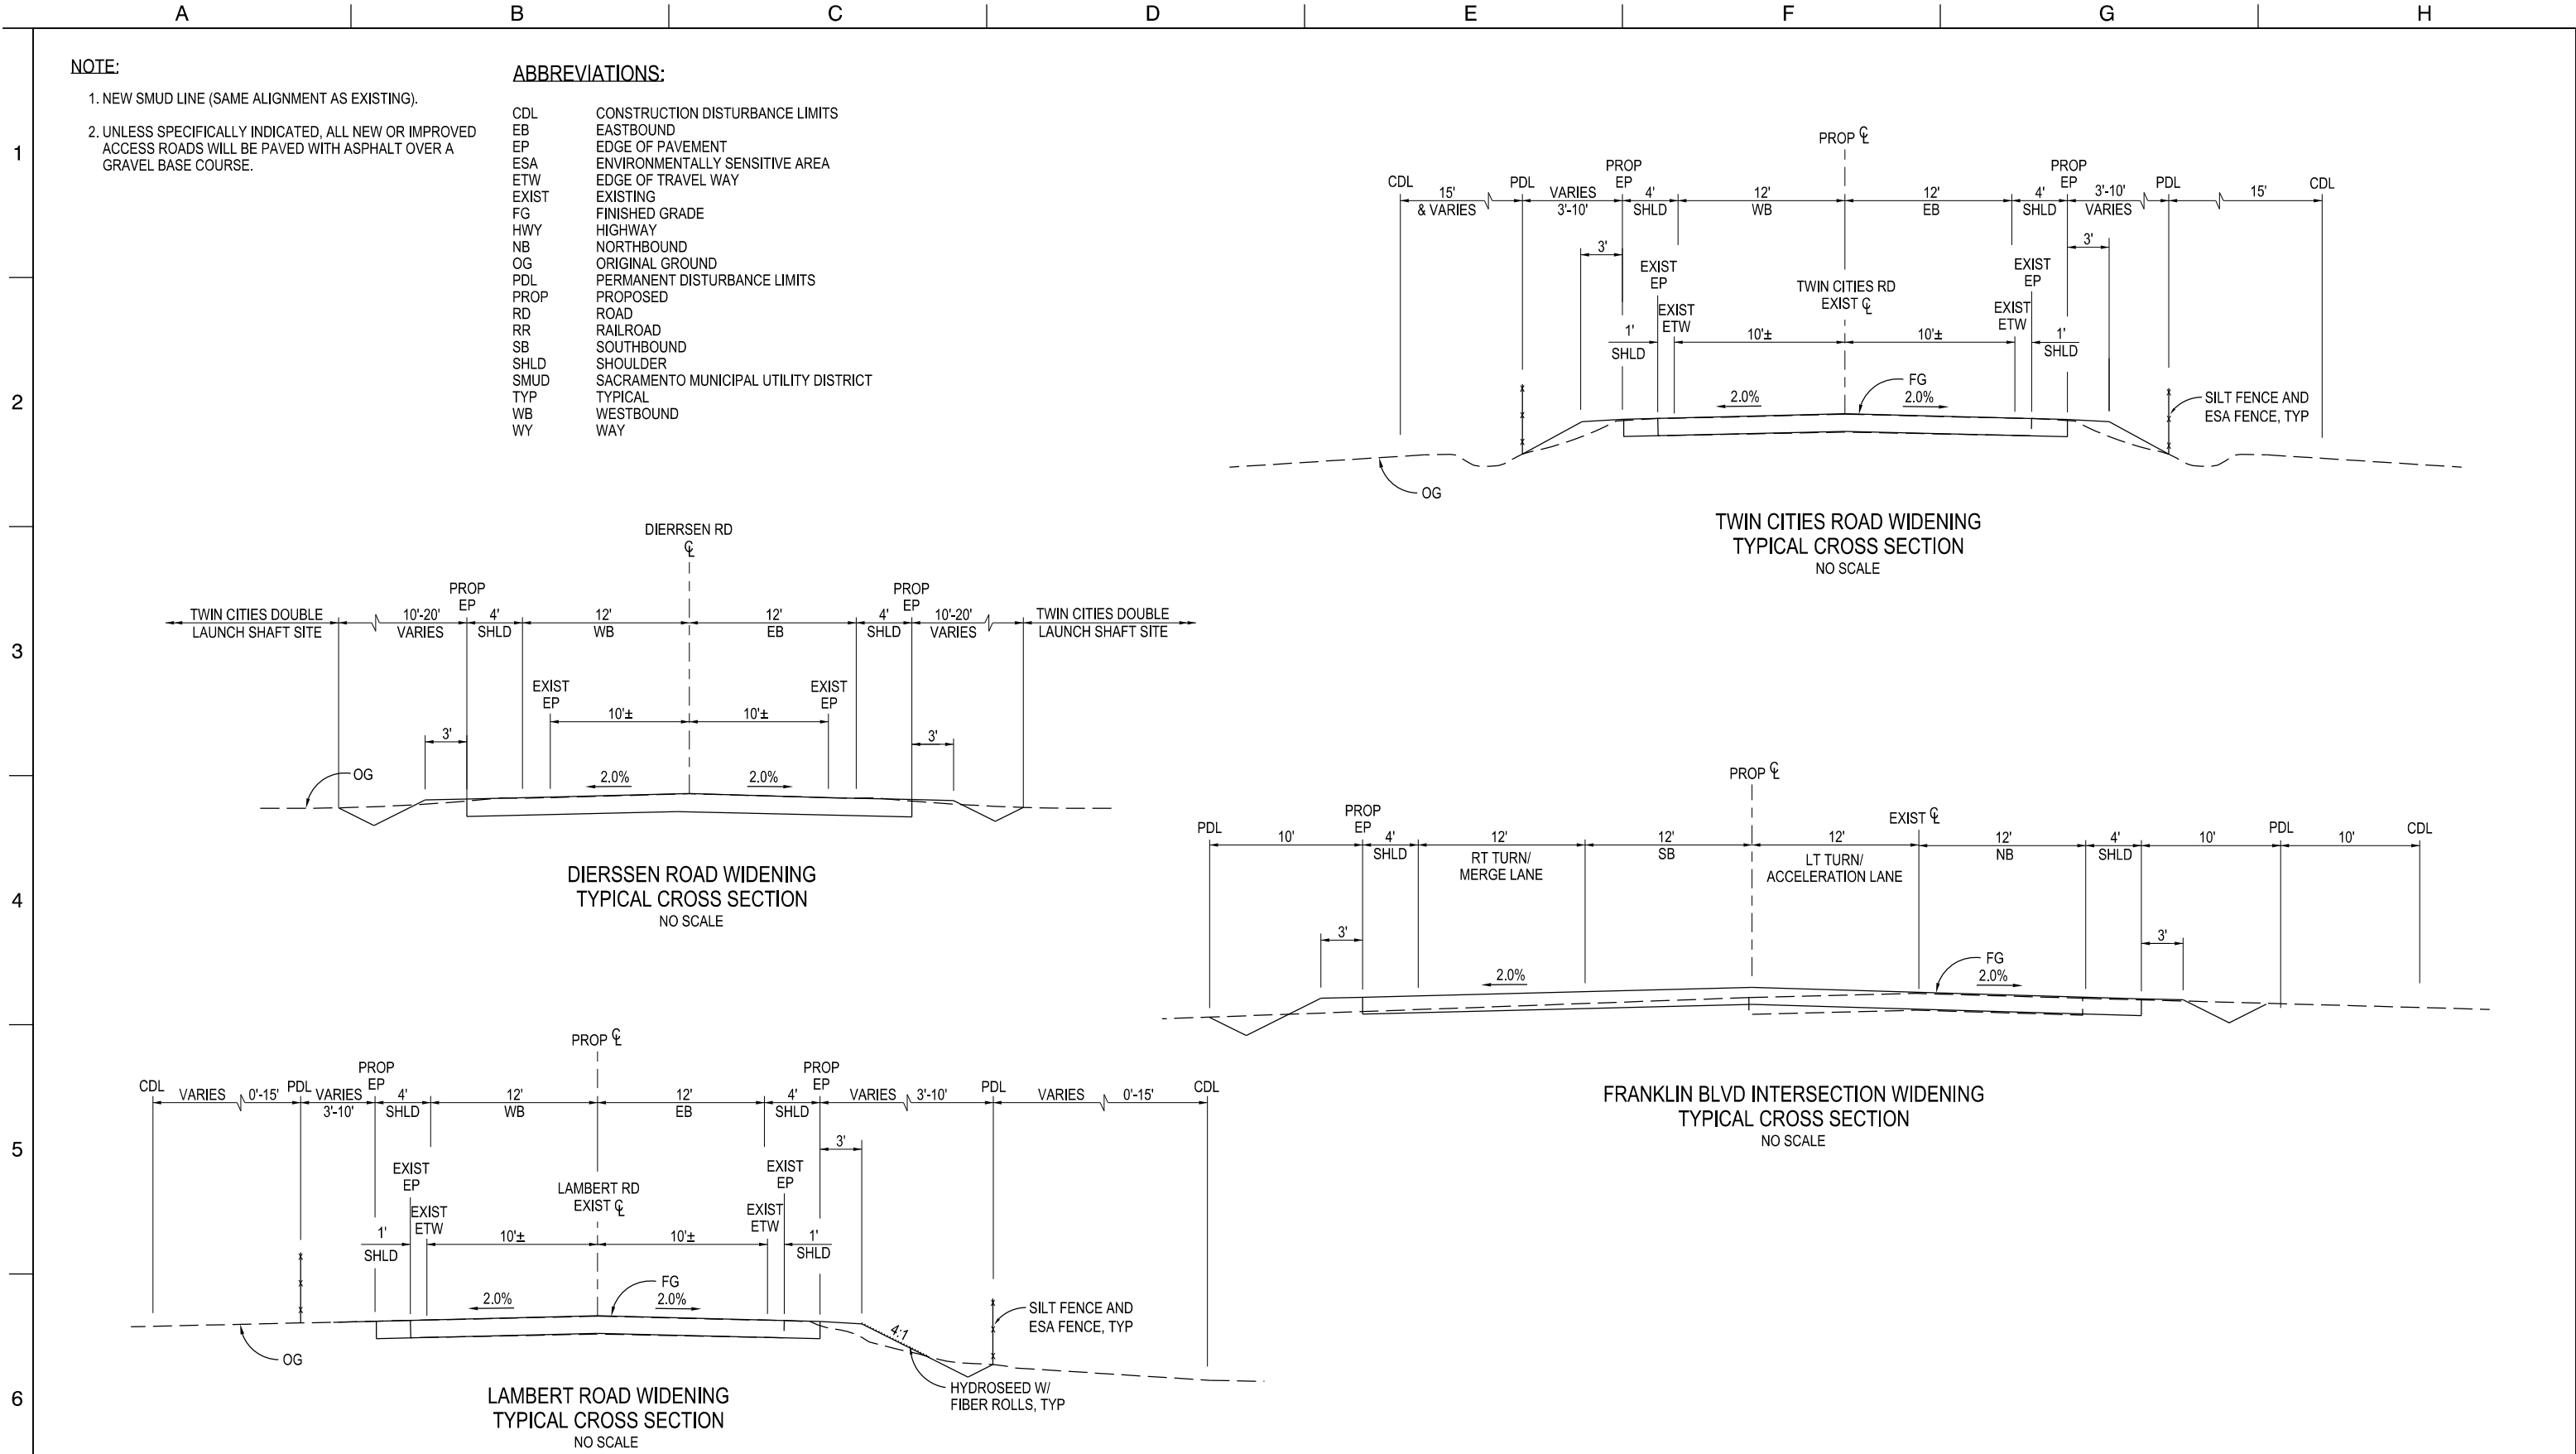 A B C D E F G H
1
2
3
4
5
6
NOTE:
1. NEW SMUD LINE (SAME ALIGNMENT AS EXISTING).
2. UNLESS SPECIFICALLY INDICATED, ALL NEW OR IMPROVED
ACCESS ROADS WILL BE PAVED WITH ASPHALT OVER A
GRAVEL BASE COURSE.
ABBREVIATIONS:
CDL CONSTRUCTION DISTURBANCE LIMITS
EB EASTBOUND
EP EDGE OF PAVEMENT
ESA ENVIRONMENTALLY SENSITIVE AREA
ETW EDGE OF TRAVEL WAY
EXIST EXISTING
FG FINISHED GRADE
HWY HIGHWAY
NB NORTHBOUND
OG ORIGINAL GROUND
PDL PERMANENT DISTURBANCE LIMITS
PROP PROPOSED
RD ROAD
RR RAILROAD
SB SOUTHBOUND
SHLD SHOULDER
SMUD SACRAMENTO MUNICIPAL UTILITY DISTRICT
TYP TYPICAL
WB WESTBOUND
WY WAY
PROP ℄
PROP
EP
PROP
EP
CDL 15' PDL VARIES 4' 12' 12' 4' 3'-10' PDL 15' CDL
& VARIES 3'-10' SHLD WB EB SHLD VARIES
3' 3'
EXIST
EP
EXIST
EP
TWIN CITIES RD
EXIST ℄
EXIST
ETW
EXIST
ETW
1' 10'± 10'± 1'
SHLD SHLD
FG
2.0% 2.0%
SILT FENCE AND
ESA FENCE, TYP
OG
TWIN CITIES ROAD WIDENING
TYPICAL CROSS SECTION
NO SCALE
DIERRSEN RD
℄
PROP
EP
PROP
EP
TWIN CITIES DOUBLE 10'-20' 4' 12' 12' 4' 10'-20' TWIN CITIES DOUBLE
LAUNCH SHAFT SITE VARIES SHLD WB EB SHLD VARIES LAUNCH SHAFT SITE
EXIST
EP
EXIST
EP
10'± 10'±
3' 3'
OG
2.0% 2.0%
DIERSSEN ROAD WIDENING
TYPICAL CROSS SECTION
NO SCALE
PROP ℄
PROP
EP
EXIST ℄
PDL 10' 4' 12' 12' 12' 12' 4' 10' PDL 10' CDL
SHLD RT TURN/
MERGE LANE
SB
LT TURN/
ACCELERATION LANE
NB SHLD
3' 3'
FG
2.0% 2.0%
FRANKLIN BLVD INTERSECTION WIDENING
TYPICAL CROSS SECTION
NO SCALE
PROP ℄
PROP
EP
PROP
EP
CDL VARIES 0'-15' PDL VARIES 4' 12' 12' 4' VARIES 3'-10' PDL VARIES 0'-15' CDL
3'-10' SHLD WB EB SHLD
3'
EXIST
EP
EXIST
EP
LAMBERT RD
EXIST ℄
EXIST
ETW
EXIST
ETW
1' 10'± 10'± 1'
SHLD SHLD
FG
2.0% 2.0%
4:1
SILT FENCE AND
ESA FENCE, TYP
OG
HYDROSEED W/
FIBER ROLLS, TYP
LAMBERT ROAD WIDENING
TYPICAL CROSS SECTION
NO SCALE